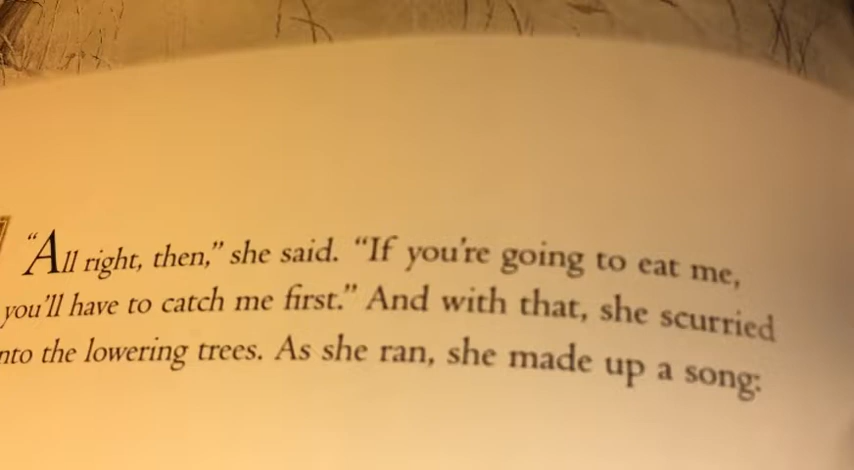 “All right, then,” she said. “If you’re going to eat me,
you’ll have to catch me first.” And with that, she scurried
nto the lowering trees. As she ran, she made up a song: